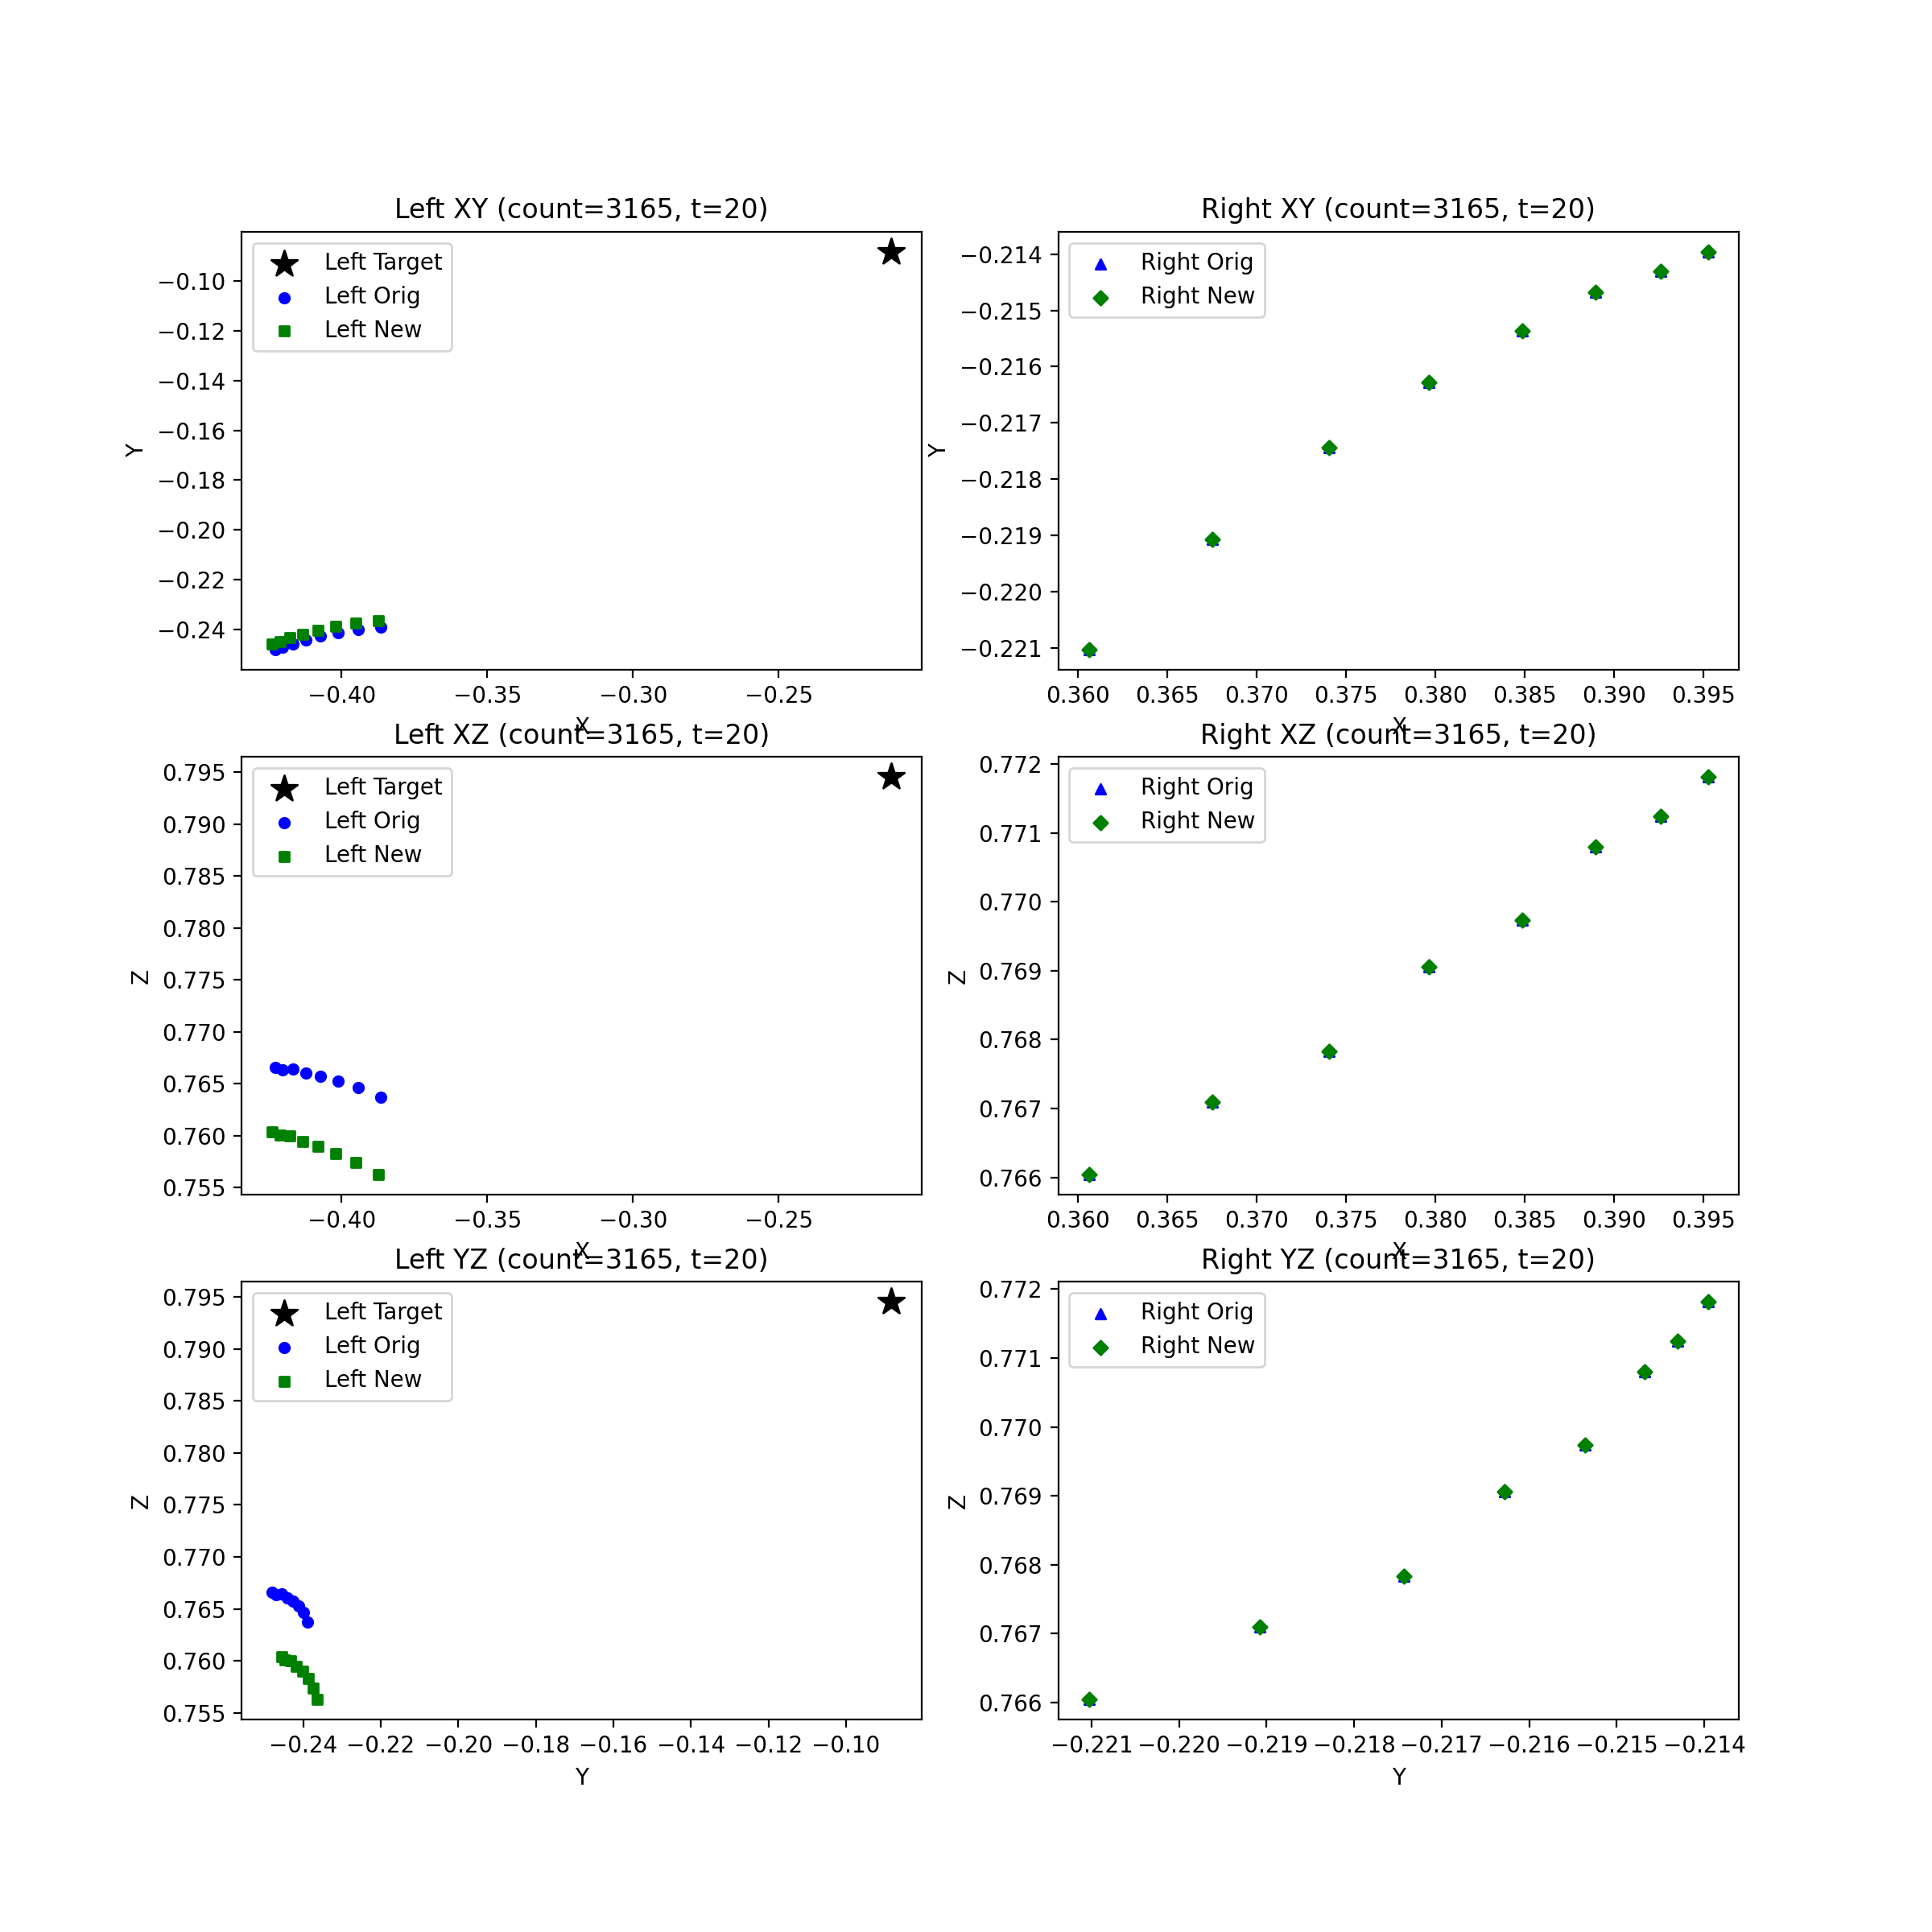 Left XY (count=3165, t=20)
Left Target
Left Orig
Left New
Y
−0.10
−0.12
−0.14
−0.16
−0.18
−0.20
−0.22
−0.24
−0.40
−0.35
−0.30
−0.25
X
Right XY (count=3165, t=20)
Right Orig
Right New
Y
−0.214
−0.215
−0.216
−0.217
−0.218
−0.219
−0.220
−0.221
0.360
0.365
0.370
0.375
0.380
0.385
0.390
0.395
X
Left XZ (count=3165, t=20)
Left Target
Left Orig
Left New
Z
0.795
0.790
0.785
0.780
0.775
0.770
0.765
0.760
0.755
−0.40
−0.35
−0.30
−0.25
X
Right XZ (count=3165, t=20)
Right Orig
Right New
Z
0.772
0.771
0.770
0.769
0.768
0.767
0.766
0.360
0.365
0.370
0.375
0.380
0.385
0.390
0.395
X
Left YZ (count=3165, t=20)
Left Target
Left Orig
Left New
Z
0.795
0.790
0.785
0.780
0.775
0.770
0.765
0.760
0.755
−0.24
−0.22
−0.20
−0.18
−0.16
−0.14
−0.12
−0.10
Y
Right YZ (count=3165, t=20)
Right Orig
Right New
Z
0.772
0.771
0.770
0.769
0.768
0.767
0.766
−0.221
−0.220
−0.219
−0.218
−0.217
−0.216
−0.215
−0.214
Y